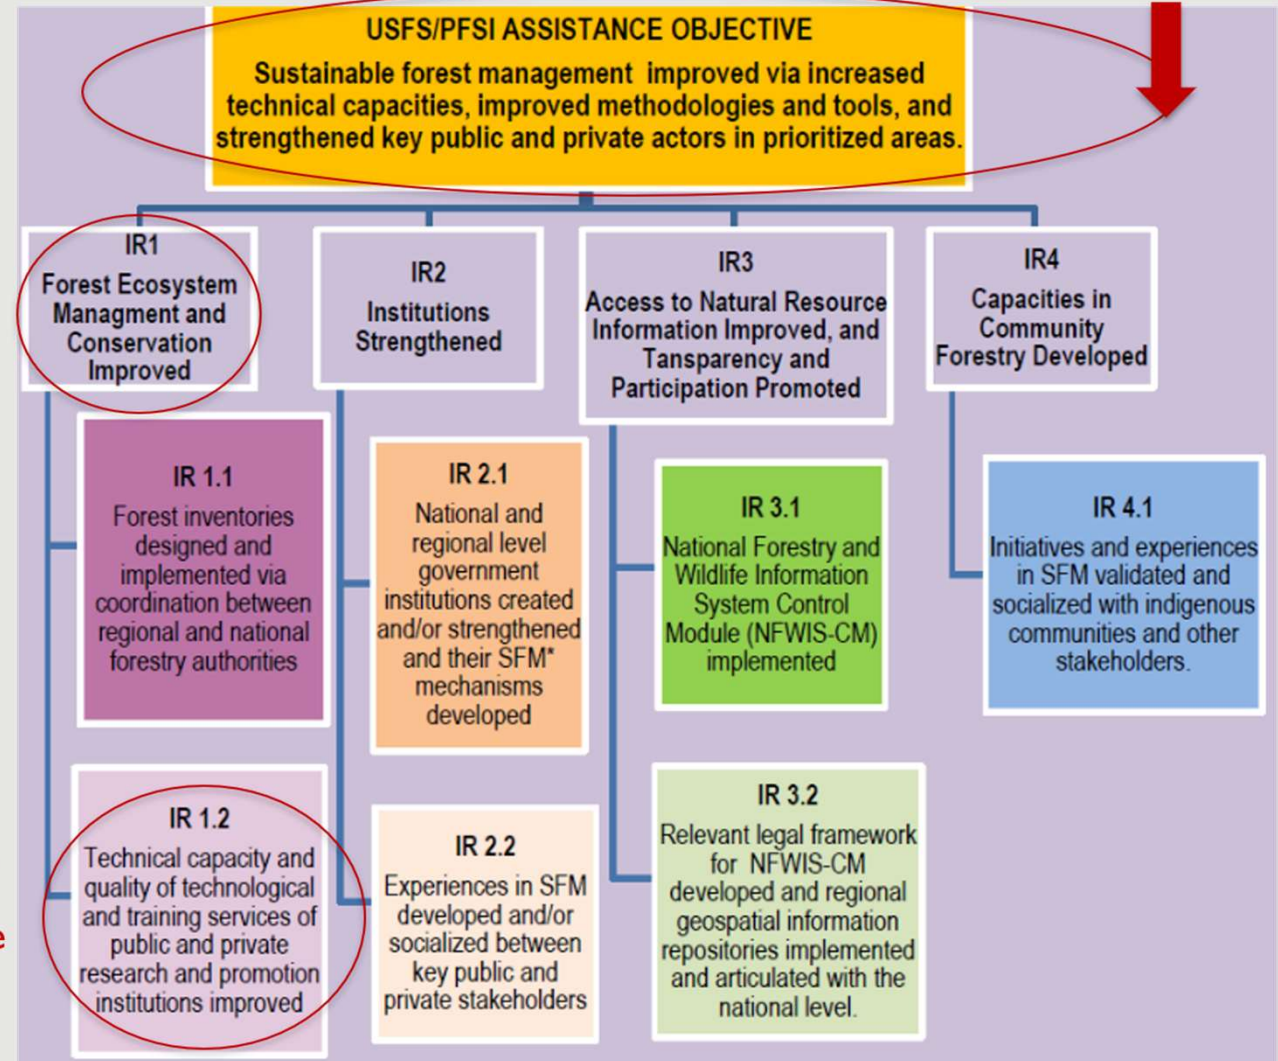 USFS/PFSI ASSISTANCE OBJECTIVE
Sustainable forest management improved via increased
technical capacities, improved methodologies and tools, and
strengthened key public and private actors in prioritized areas.
IR1
Forest Ecosystem
Managment and
Conservation
Improved
IR2
Institutions
Strengthened
IR3
Access to Natural Resource
Information Improved, and
Tansparency and
Participation Promoted
IR4
Capacities in
Community
Forestry Developed
IR 1.1
Forest inventories
designed and
implemented via
coordination between
regional and national
forestry authorities
IR 2.1
National and
regional level
government
institutions created
and/or strengthened
and their SFM*
mechanisms
developed
IR 3.1
National Forestry and
Wildlife Information
System Control
Module (NFWIS-CM)
implemented
IR 4.1
Initiatives and experiences
in SFM validated and
socialized with indigenous
communities and other
stakeholders.
IR 1.2
Technical capacity and
quality of technological
and training services of
public and private
research and promotion
institutions improved
IR 2.2
Experiences in SFM
developed and/or
socialized between
key public and
private stakeholders
IR 3.2
Relevant legal framework
for NFWIS-CM
developed and regional
geospatial information
repositories implemented
and articulated with the
national level.